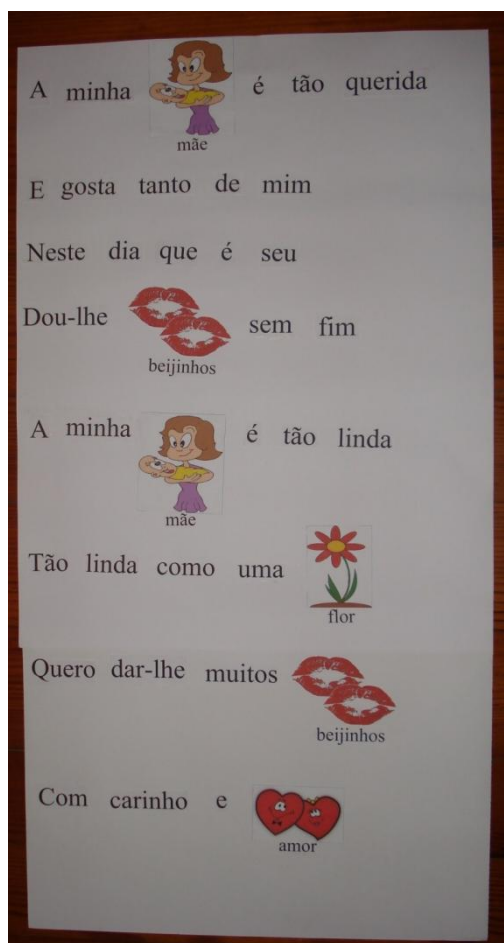 A minha mãe é tão querida
E gosta tanto de mim
Neste dia que é seu
Dou-lhe beijinhos sem fim
A minha mãe é tão linda
Tão linda como uma flor
Quero dar-lhe muitos beijinhos
Com carinho e amor